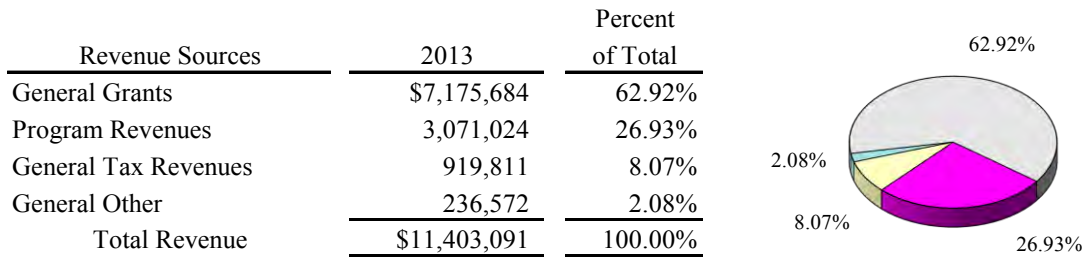 Percent
Revenue Sources 2013 of Total
General Grants $7,175,684 62.92%
Program Revenues 3,071,024 26.93%
General Tax Revenues 919,811 8.07%
General Other 236,572 2.08%
Total Revenue $11,403,091 100.00%
62.92%
2.08%
8.07%
26.93%